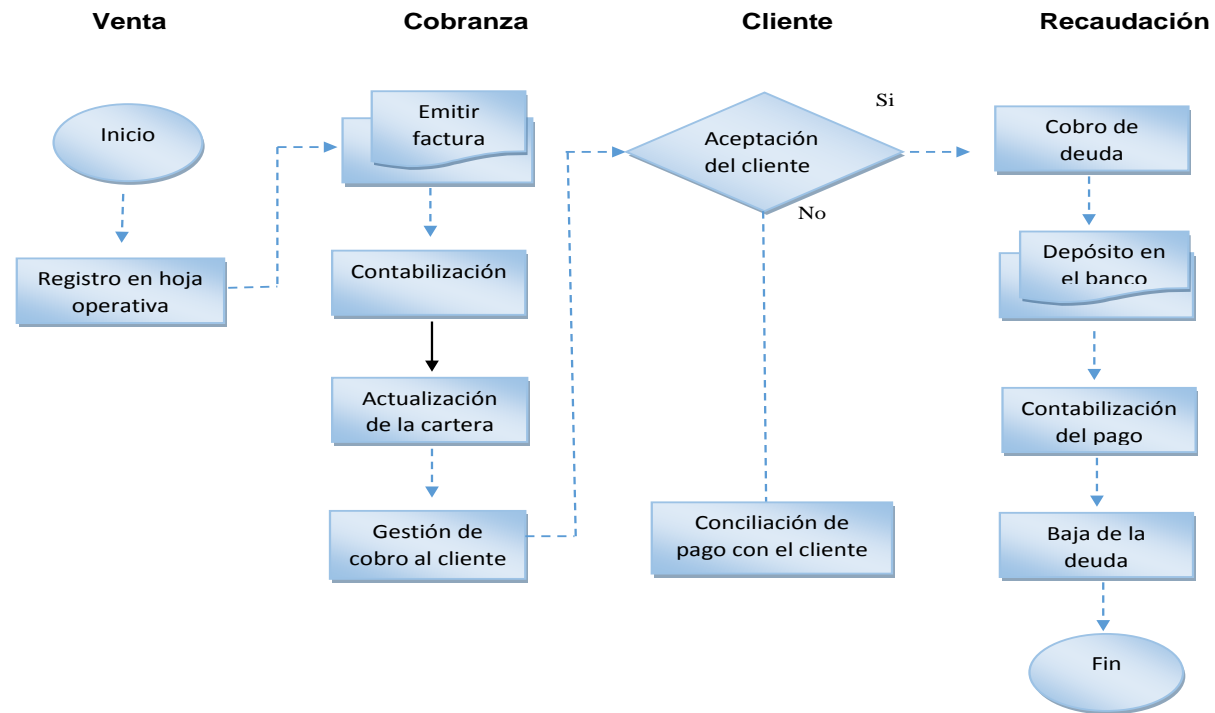 Venta
Cobranza
Cliente
Recaudación
Inicio
Registro en hoja
operativa
Emitir
factura
Contabilización
Actualización
de la cartera
Gestión de
cobro al cliente
Aceptación
del cliente
Si
No
Conciliación de
pago con el cliente
Cobro de
deuda
Depósito en
el banco
Contabilización
del pago
Baja de la
deuda
Fin